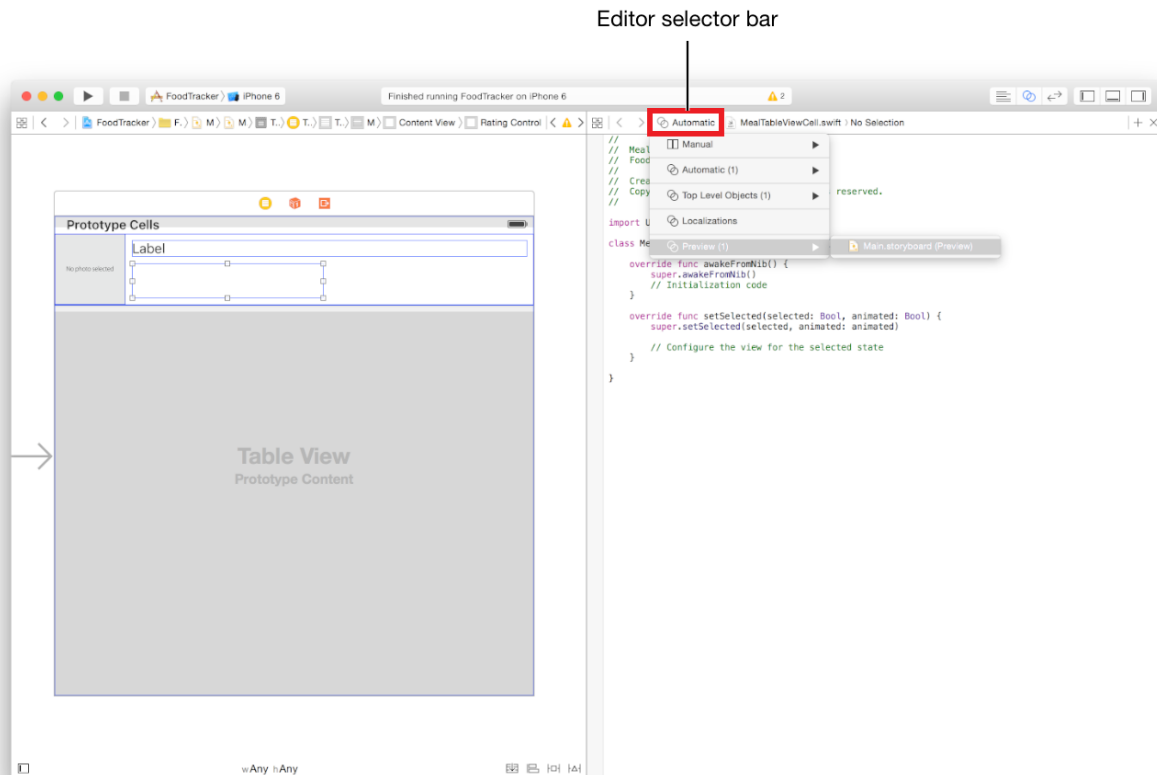 Editor selector bar
FoodTracker iPhone 6
Finished running FoodTracker on iPhone 6
2
FoodTracker F.. M M T.. T.. T.. M Content View Rating Control
Automatic MealTableViewCell.swift No Selection
Manual
Automatic (1)
Top Level Objects (1)
Localizations
Preview (1)
Main.storyboard (Preview)
//
// Meal
// Food
//
// Crea
// Copy reserved.
//
import U
class Me
override func awakeFromNib() {
super.awakeFromNib()
// Initialization code
}
override func setSelected(selected: Bool, animated: Bool) {
super.setSelected(selected, animated: animated)
// Configure the view for the selected state
}
}
Prototype Cells
No photo selected
Label
Table View
Prototype Content
wAny hAny